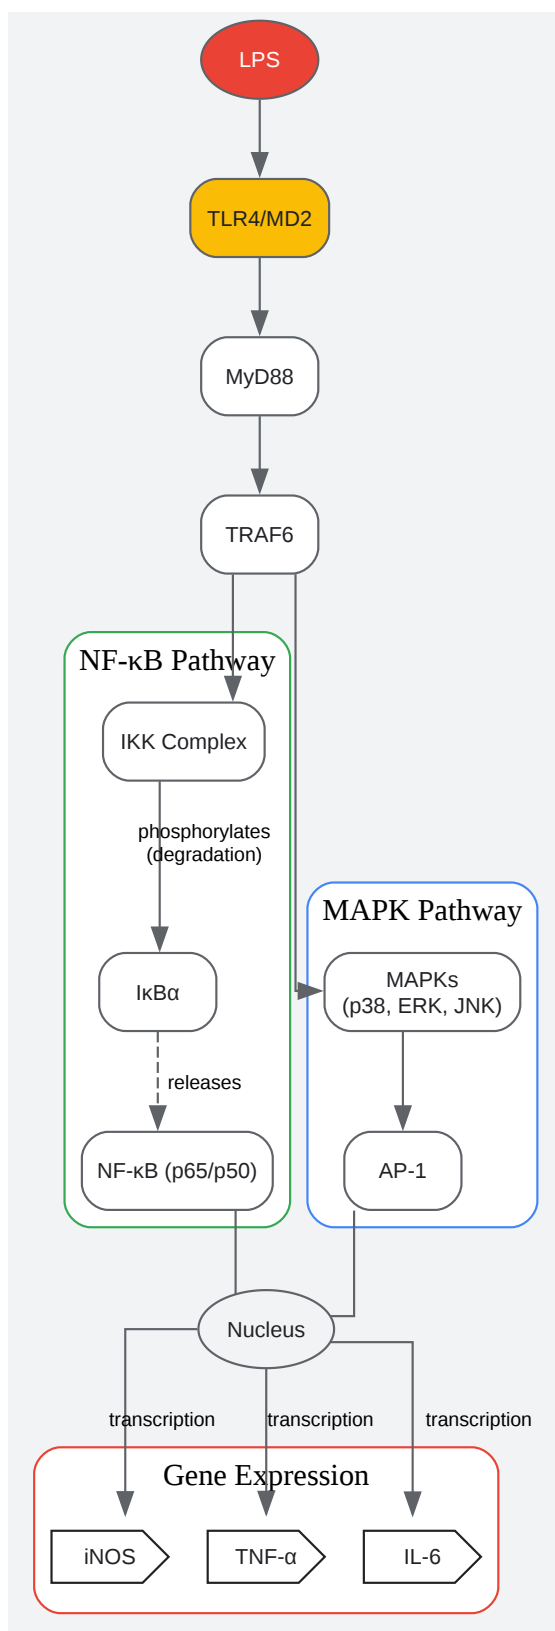 LPS
TLR4/MD2
MyD88
TRAF6
NF-κB Pathway
IKK Complex
phosphorylates
(degradation)
IκBα
releases
NF-κB (p65/p50)
MAPK Pathway
MAPKs
(p38, ERK, JNK)
AP-1
Nucleus
transcription
transcription
transcription
Gene Expression
iNOS
TNF-α
IL-6